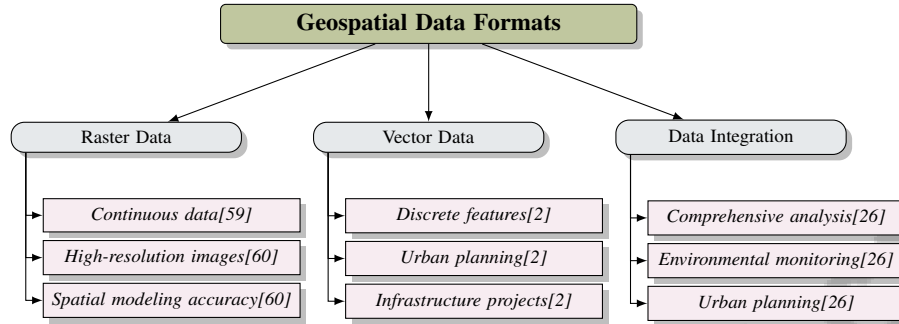 Geospatial Data Formats
Raster Data
Continuous data[59]
High-resolution images[60]
Spatial modeling accuracy[60]
Vector Data
Discrete features[2]
Urban planning[2]
Infrastructure projects[2]
Data Integration
Comprehensive analysis[26]
Environmental monitoring[26]
Urban planning[26]